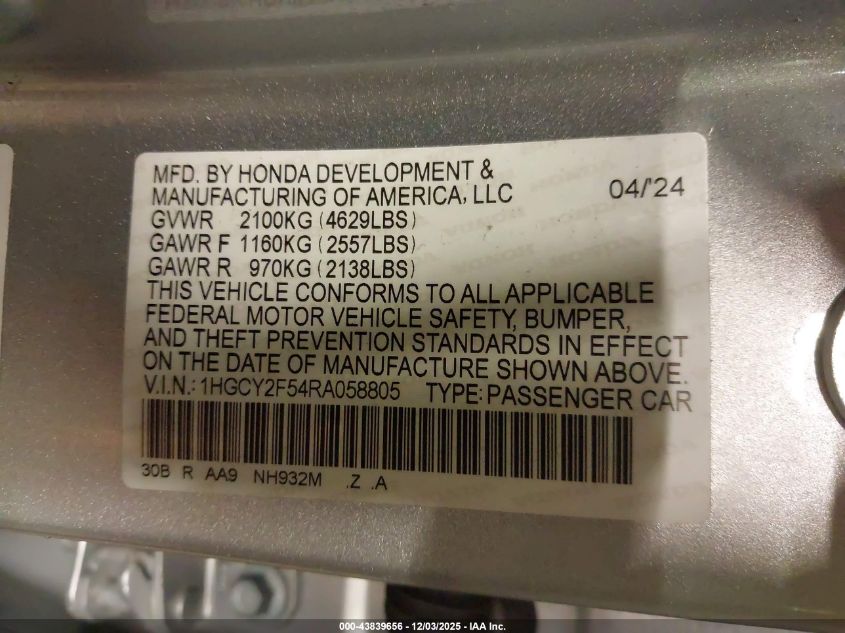 MFD. BY HONDA DEVELOPMENT &
MANUFACTURING OF AMERICA, LLC 04/'24
GVWR 2100KG (4629LBS)
GAWR F 1160KG (2557LBS)
GAWR R 970KG (2138LBS)
THIS VEHICLE CONFORMS TO ALL APPLICABLE
FEDERAL MOTOR VEHICLE SAFETY, BUMPER,
AND THEFT PREVENTION STANDARDS IN EFFECT
ON THE DATE OF MANUFACTURE SHOWN ABOVE.
V.I.N.: 1HGCY2F54RA058805 TYPE: PASSENGER CAR
30B R AA9 NH932M .Z .A
000-43839656 - 12/03/2025 - IAA Inc.